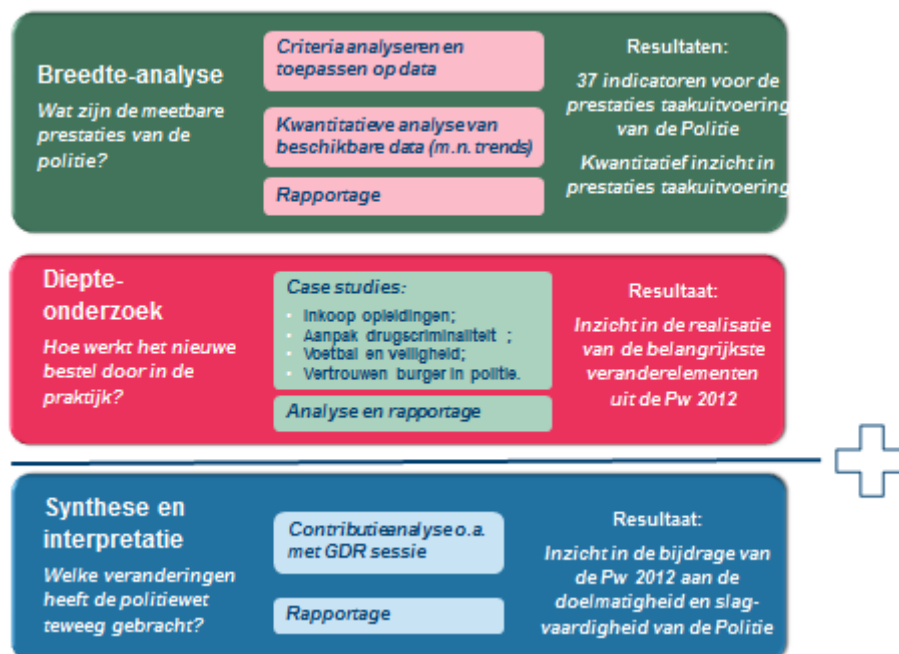 Breedte-analyse
Wat zijn de meetbare
prestaties van de
politie?
Criteria analyseren en
toepassen op data
Kwantitatieve analyse van
beschikbare data (m.n. trends)
Rapportage
Resultaten:
37 indicatoren voor de
prestaties taakuitvoering
van de Politie
Kwantitatief inzicht in
prestaties taakuitvoering
Diepte-
onderzoek
Hoe werkt het nieuwe
bestel door in de
praktijk?
Case studies:
• Inkoop opleidingen;
• Aanpak drugscriminaliteit ;
• Voetbal en veiligheid;
• Vertrouwen burger in politie.
Analyse en rapportage
Resultaat:
Inzicht in de realisatie
van de belangrijkste
veranderelementen
uit de Pw 2012
Synthese en
interpretatie
Welke veranderingen
heeft de politiewet
teweeg gebracht?
Contributieanalyse o.a.
met GDR sessie
Rapportage
Resultaat:
Inzicht in de bijdrage van
de Pw 2012 aan de
doelmatigheid en slag-
vaardigheid van de Politie